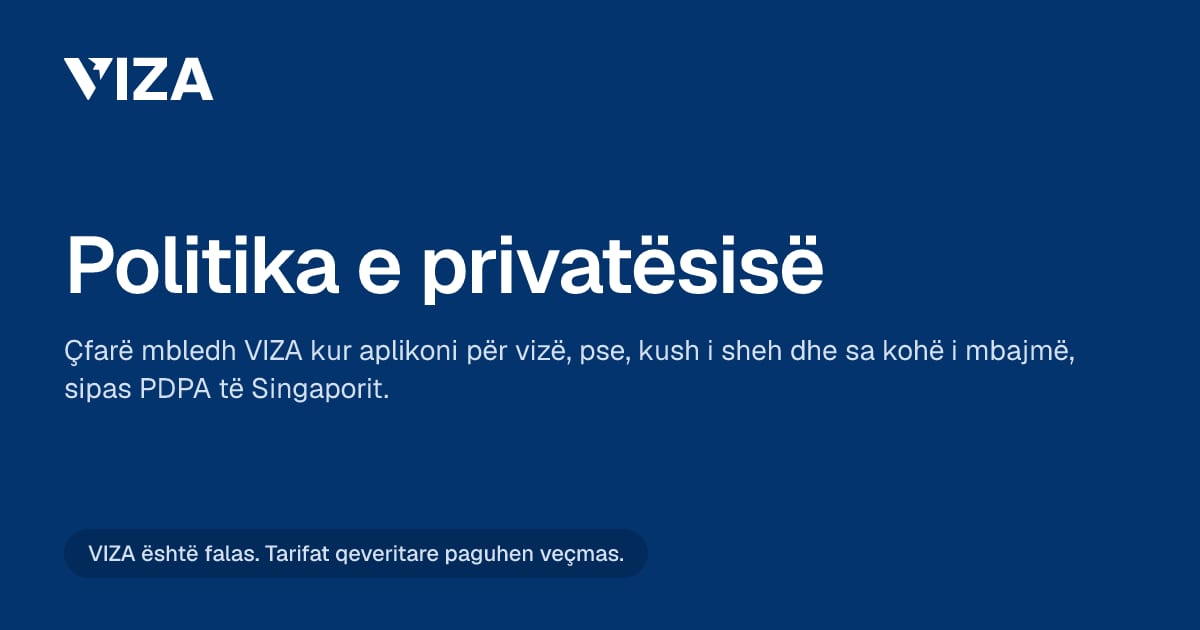 VIZA
Politika e privatësisë
Çfarë mbledh VIZA kur aplikoni për vizë, pse, kush i sheh dhe sa kohë i mbajmë,
sipas PDPA të Singaporit.
VIZA është falas. Tarifat qeveritare paguhen veçmas.